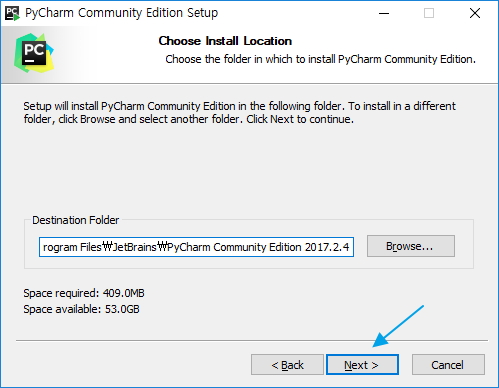 PyCharm Community Edition Setup
PC
Choose Install Location
Choose the folder in which to install PyCharm Community Edition.
Setup will install PyCharm Community Edition in the following folder. To install in a different
folder, click Browse and select another folder. Click Next to continue.
Destination Folder
rogram Files₩JetBrains₩PyCharm Community Edition 2017.2.4
Browse...
Space required: 409.0MB
Space available: 53.0GB
< Back
Next >
Cancel